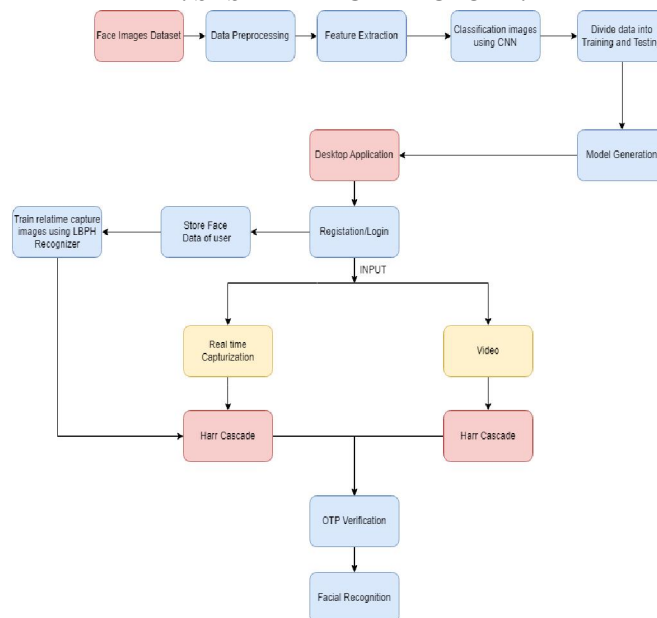 Face Images Dataset
Data Preprocessing
Feature Extraction
Classification images
using CNN
Divide data into
Training and Testing
Desktop Application
Model Generation
Train relatime capture
images using LBPH
Recognizer
Store Face
Data of user
Registation/Login
INPUT
Real time
Capturization
Video
Harr Cascade
Harr Cascade
OTP Verification
Facial Recognition